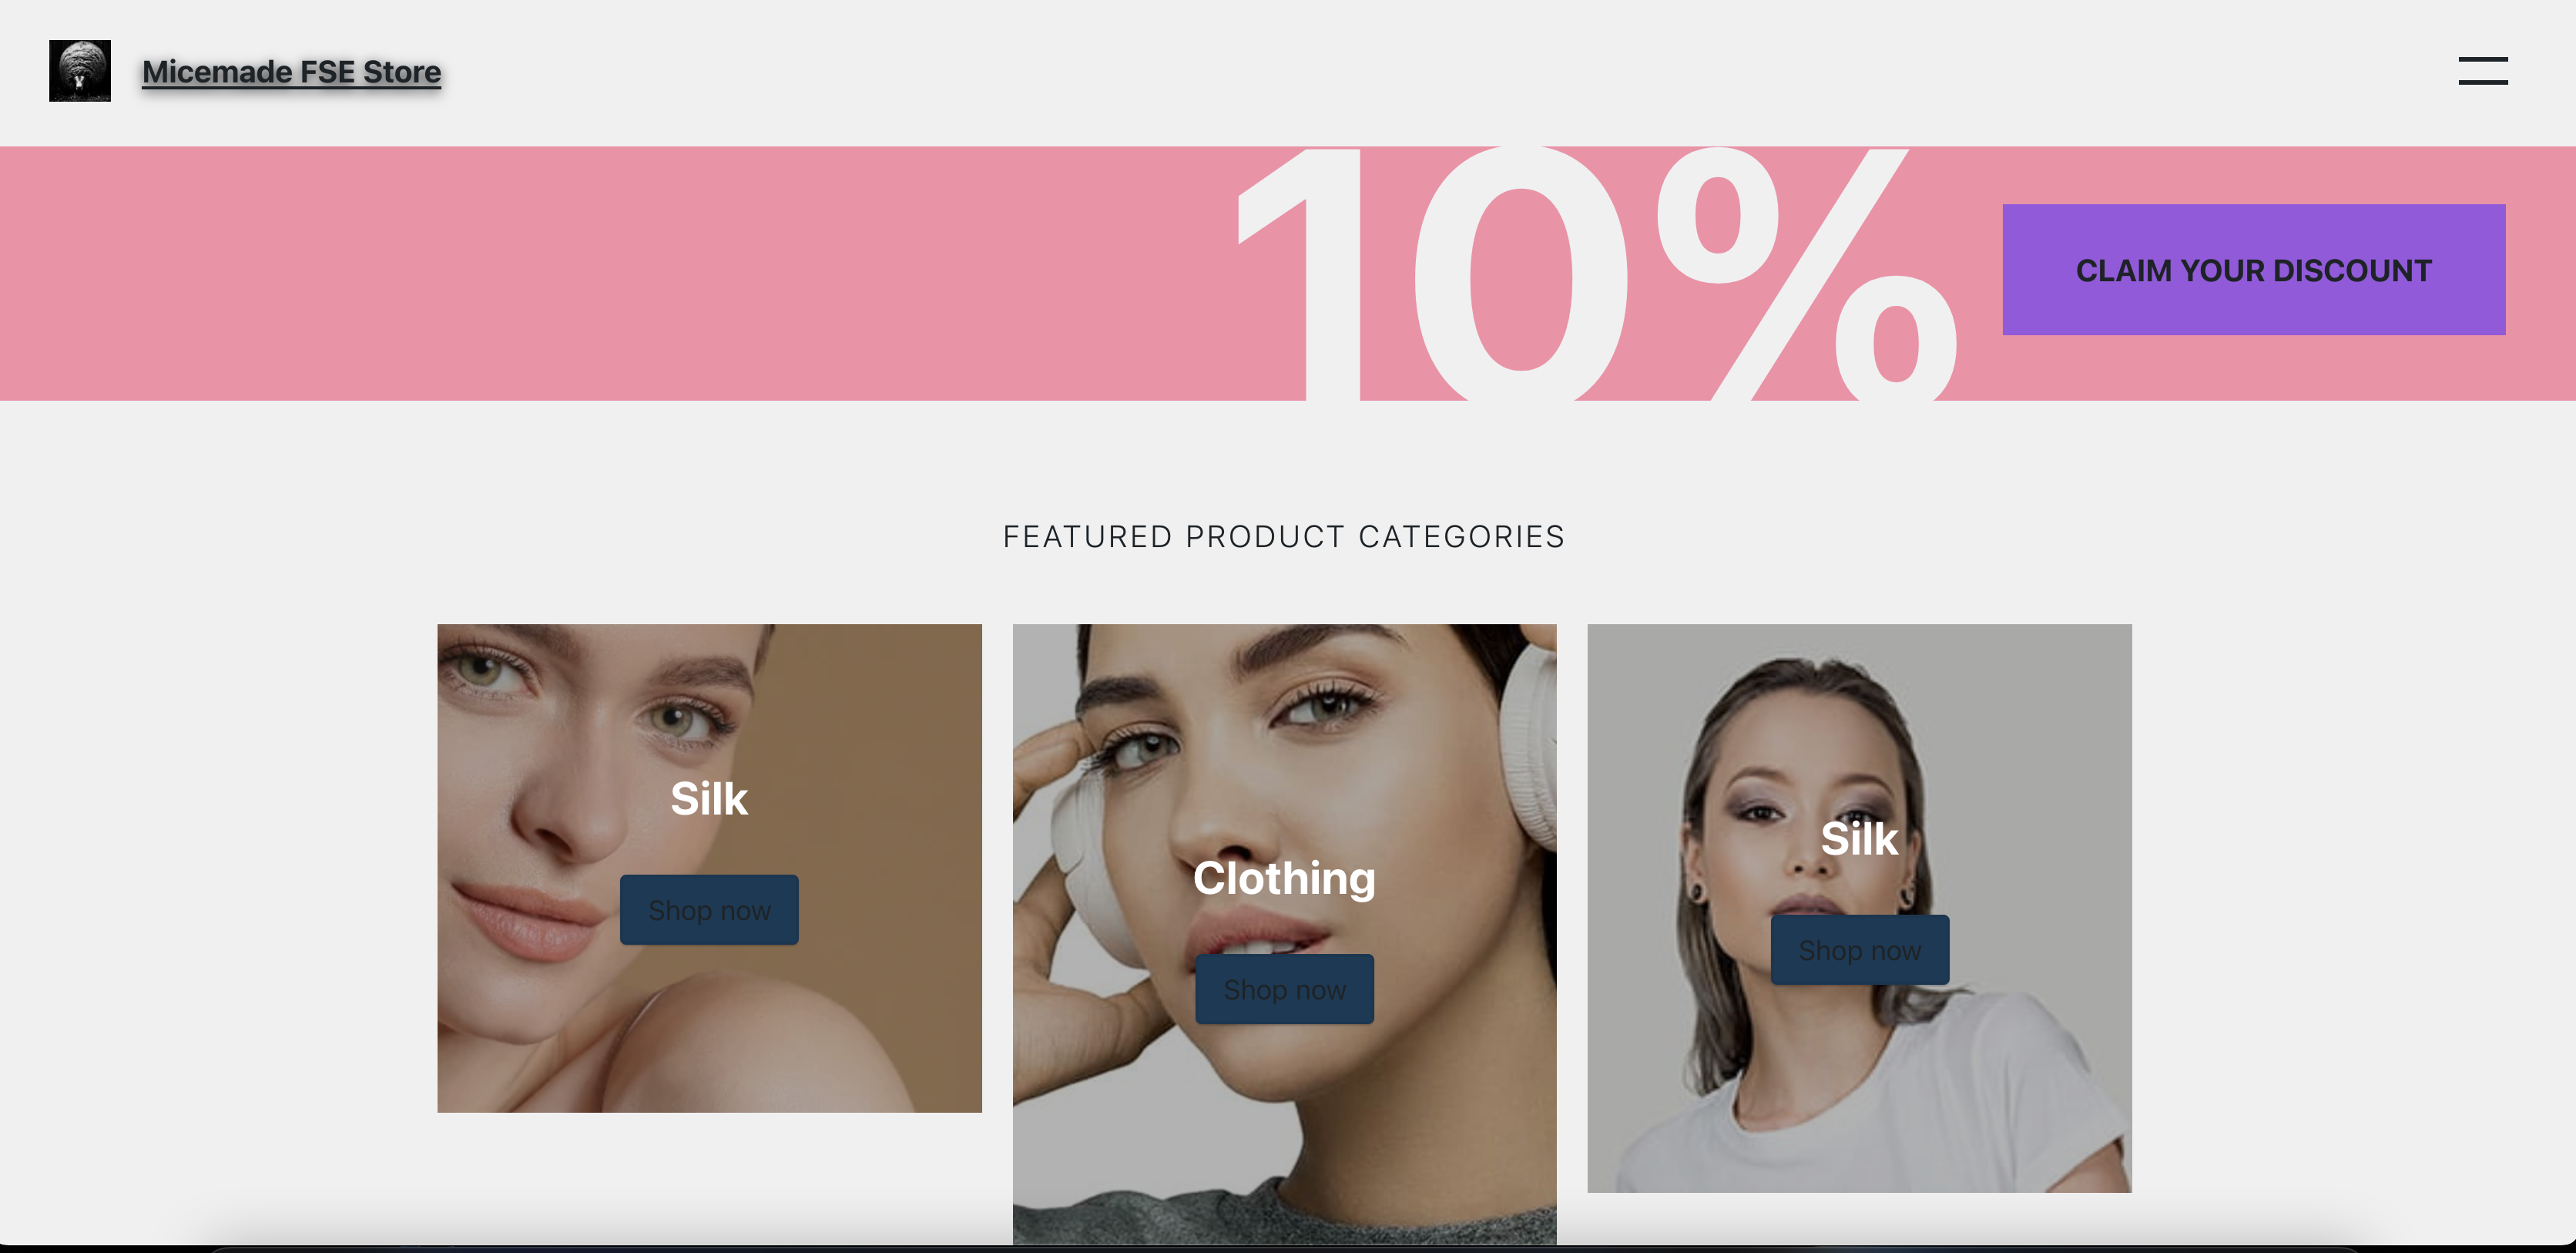 Micemade FSE Store
10%
CLAIM YOUR DISCOUNT
FEATURED PRODUCT CATEGORIES
Silk
Shop now
Clothing
Shop now
Silk
Shop now